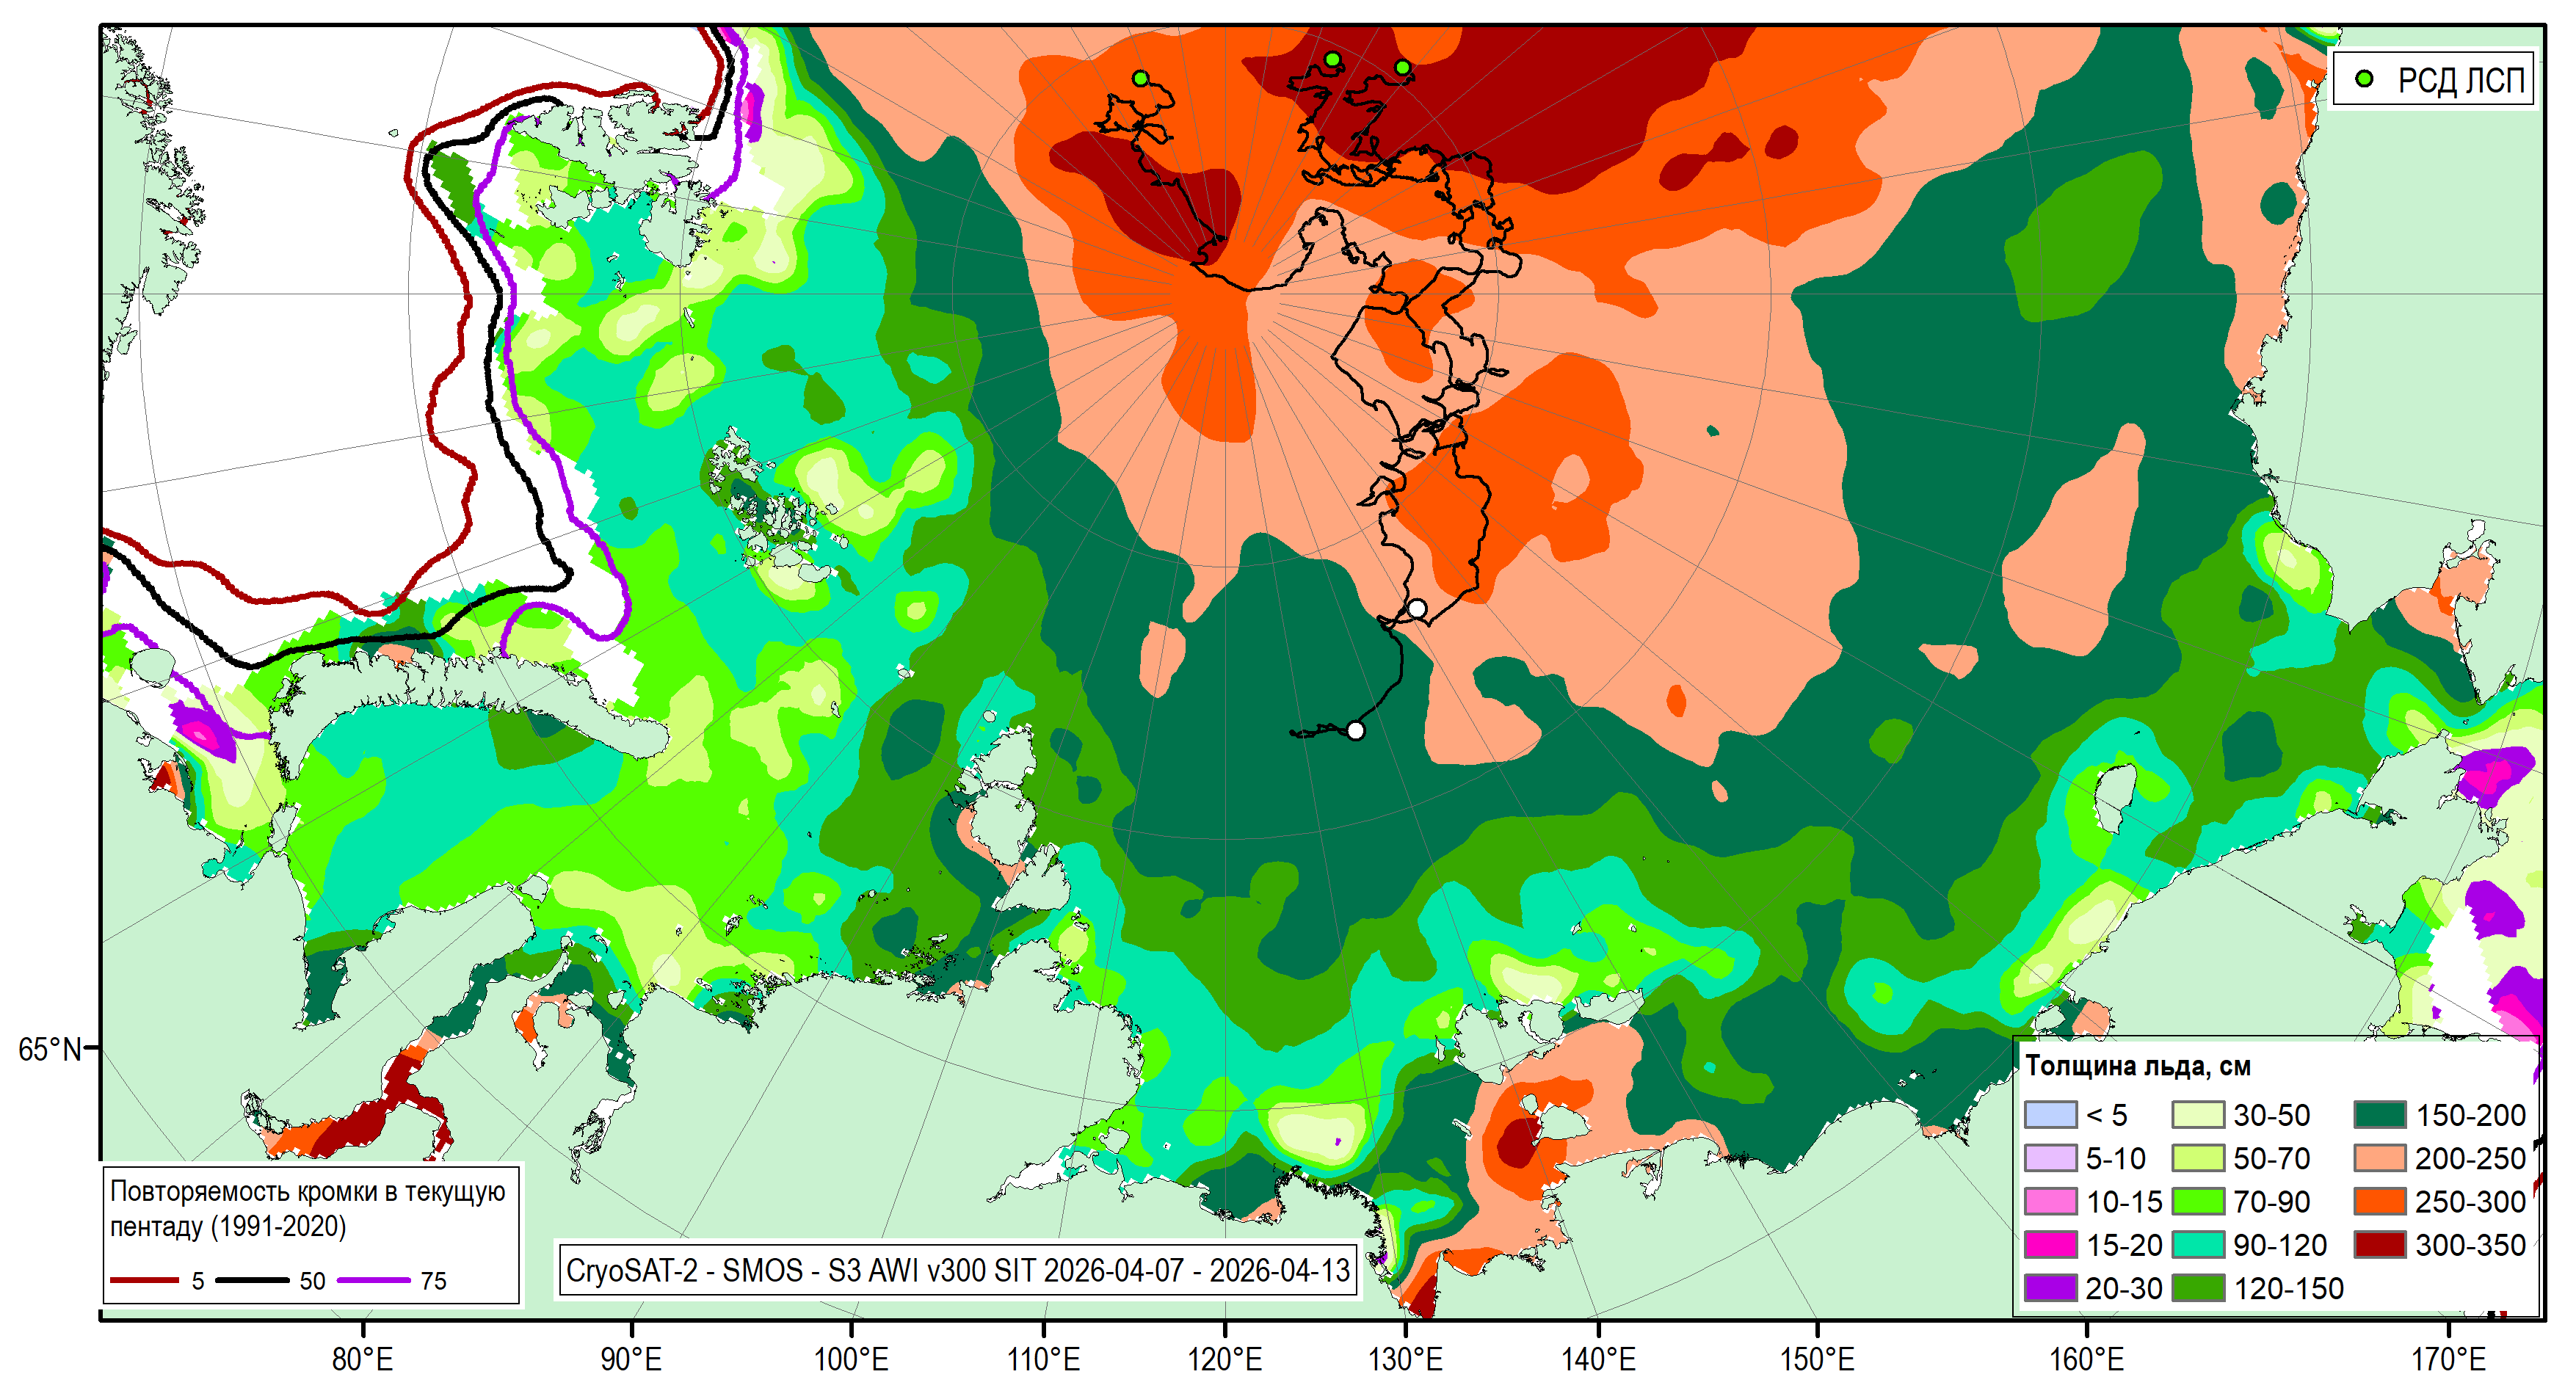 РСД ЛСП
65°N
Толщина льда, см
< 5
30-50
150-200
5-10
50-70
200-250
10-15
70-90
250-300
15-20
90-120
300-350
20-30
120-150
Повторяемость кромки в текущую
пентаду (1991-2020)
5
50
75
CryoSAT-2 - SMOS - S3 AWI v300 SIT 2026-04-07 - 2026-04-13
80°E
90°E
100°E
110°E
120°E
130°E
140°E
150°E
160°E
170°E